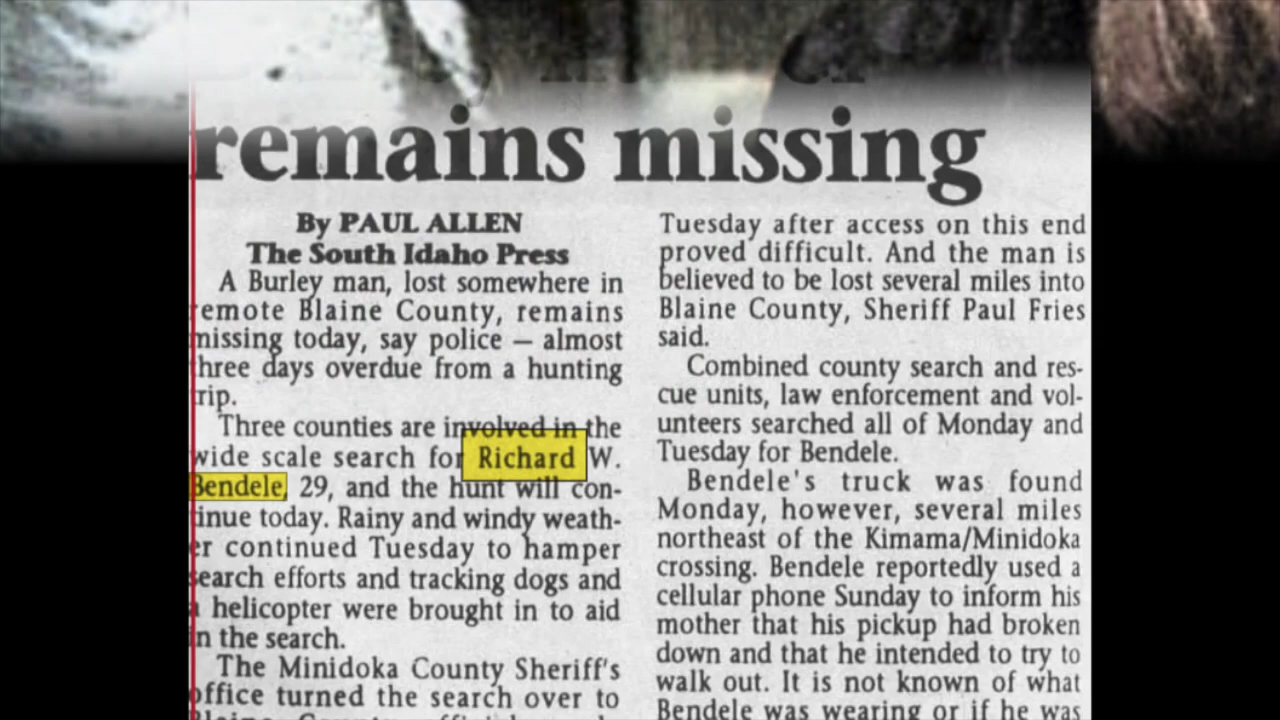 remains missing
By PAUL ALLEN
The South Idaho Press
A Burley man, lost somewhere in
remote Blaine County, remains
missing today, say police — almost
three days overdue from a hunting
trip.
Three counties are involved in the
wide scale search for Richard W.
Bendele, 29, and the hunt will con-
tinue today. Rainy and windy weath-
er continued Tuesday to hamper
search efforts and tracking dogs and
a helicopter were brought in to aid
in the search.
The Minidoka County Sheriff's
office turned the search over to
Blaine County
Tuesday after access on this end
proved difficult. And the man is
believed to be lost several miles into
Blaine County, Sheriff Paul Fries
said.
Combined county search and res-
cue units, law enforcement and vol-
unteers searched all of Monday and
Tuesday for Bendele.
Bendele's truck was found
Monday, however, several miles
northeast of the Kimama/Minidoka
crossing. Bendele reportedly used a
cellular phone Sunday to inform his
mother that his pickup had broken
down and that he intended to try to
walk out. It is not known of what
Bendele was wearing or if he was